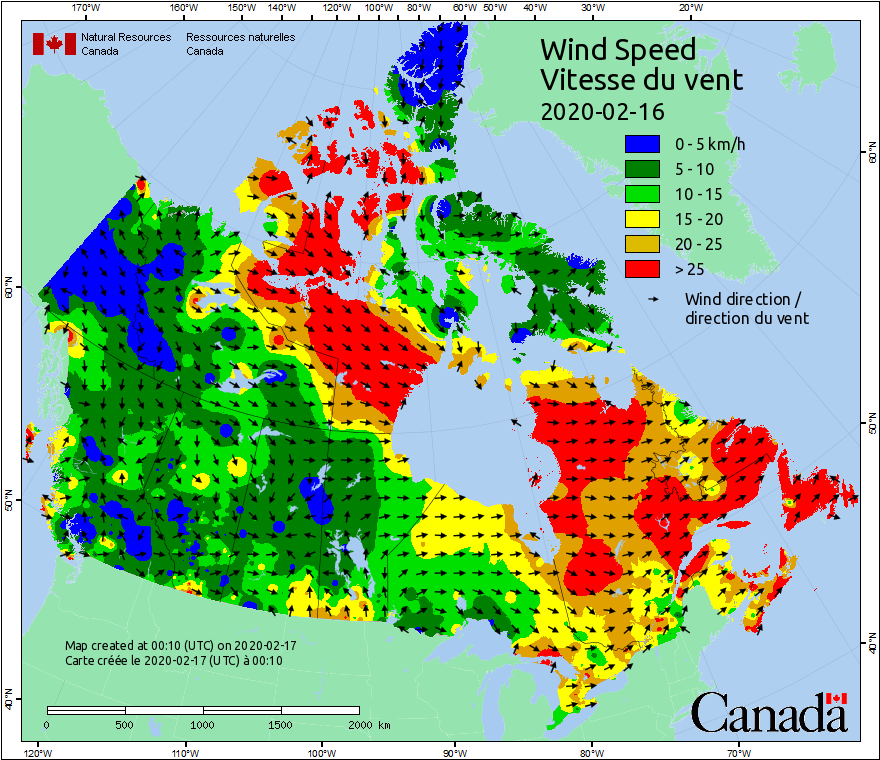 170°W 160°W 150°W 140°W 130°W 120°W 110°W 100°W 90°W 80°W 70°W 60°W 50°W 40°W 30°W 20°W
Natural Resources Ressources naturelles
Canada Canada
Wind Speed
Vitesse du vent
2020-02-16
0 - 5 km/h
5 - 10
10 - 15
15 - 20
20 - 25
> 25
Wind direction /
direction du vent
60°N 60°N
50°N 50°N
40°N 40°N
Map created at 00:10 (UTC) on 2020-02-17
Carte créée le 2020-02-17 (UTC) à 00:10
0 500 1000 1500 2000 km
Canada
120°W 110°W 100°W 90°W 80°W 70°W